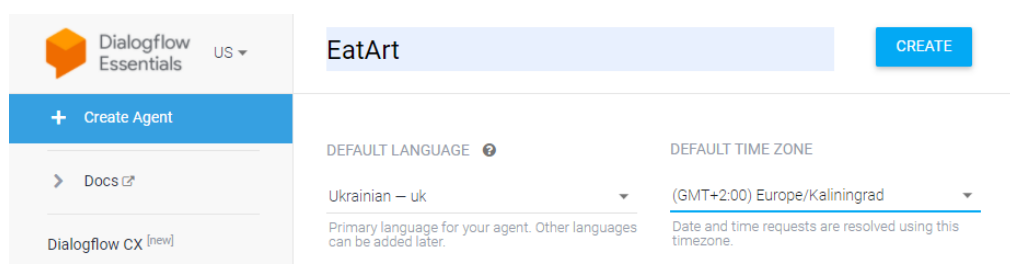 Dialogflow
Essentials
US
EatArt
CREATE
Create Agent
Docs
Dialogflow CX [new]
DEFAULT LANGUAGE
DEFAULT TIME ZONE
Ukrainian — uk
(GMT+2:00) Europe/Kaliningrad
Primary language for your agent. Other languages
can be added later.
Date and time requests are resolved using this
timezone.